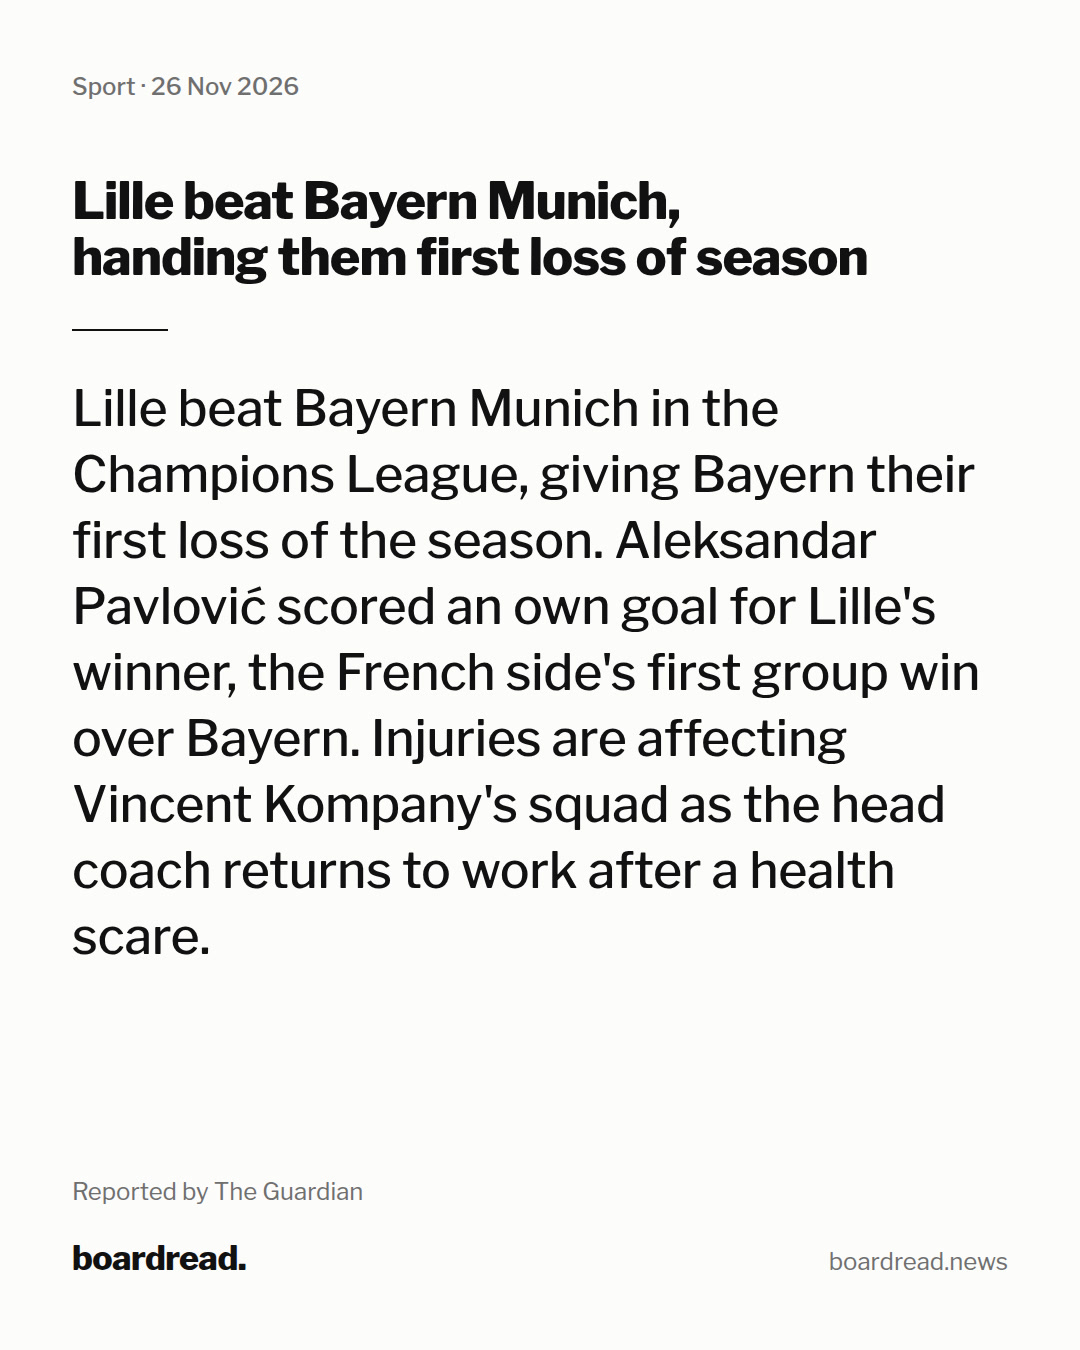 Sport · 26 Nov 2026
Lille beat Bayern Munich,
handing them first loss of season
Lille beat Bayern Munich in the
Champions League, giving Bayern their
first loss of the season. Aleksandar
Pavlović scored an own goal for Lille's
winner, the French side's first group win
over Bayern. Injuries are affecting
Vincent Kompany's squad as the head
coach returns to work after a health
scare.
Reported by The Guardian
boardread.
boardread.news